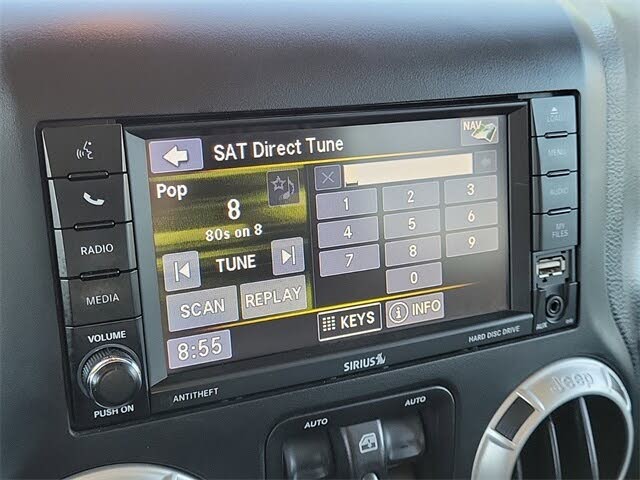 SAT Direct Tune
NAV
LOAD
MENU
AUDIO
MY
FILES
RADIO
MEDIA
VOLUME
PUSH ON
Pop
8
80s on 8
TUNE
SCAN
REPLAY
8:55
1 2 3
4 5 6
7 8 9
0
KEYS
INFO
ANTITHEFT
SIRIUS
HARD DISC DRIVE
AUX
AUTO
AUTO
Jeep